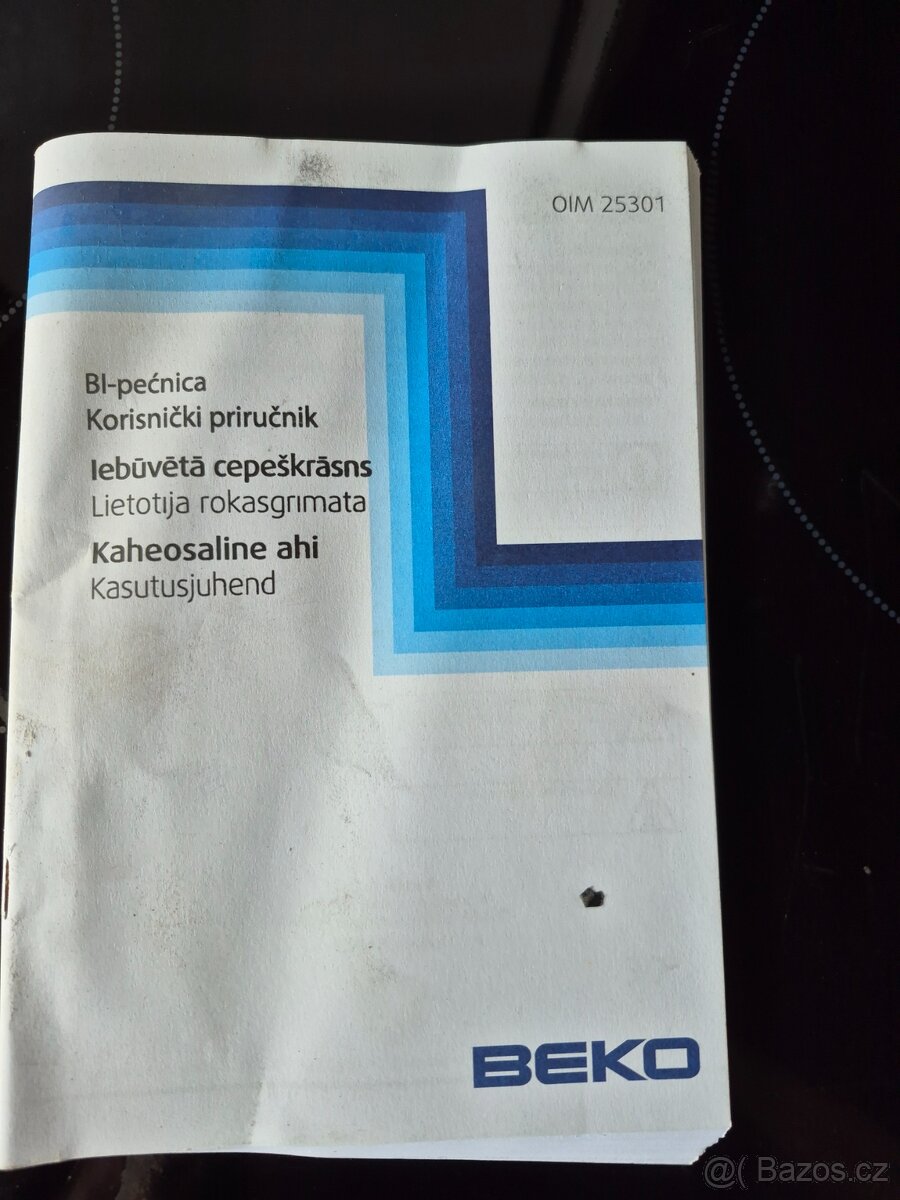 OIM 25301
BI-pećnica
Korisnički priručnik
Iebūvētā cepeškrāsns
Lietotija rokasgrimata
Kaheosaline ahi
Kasutusjuhend
BEKO
@( Bazos.cz